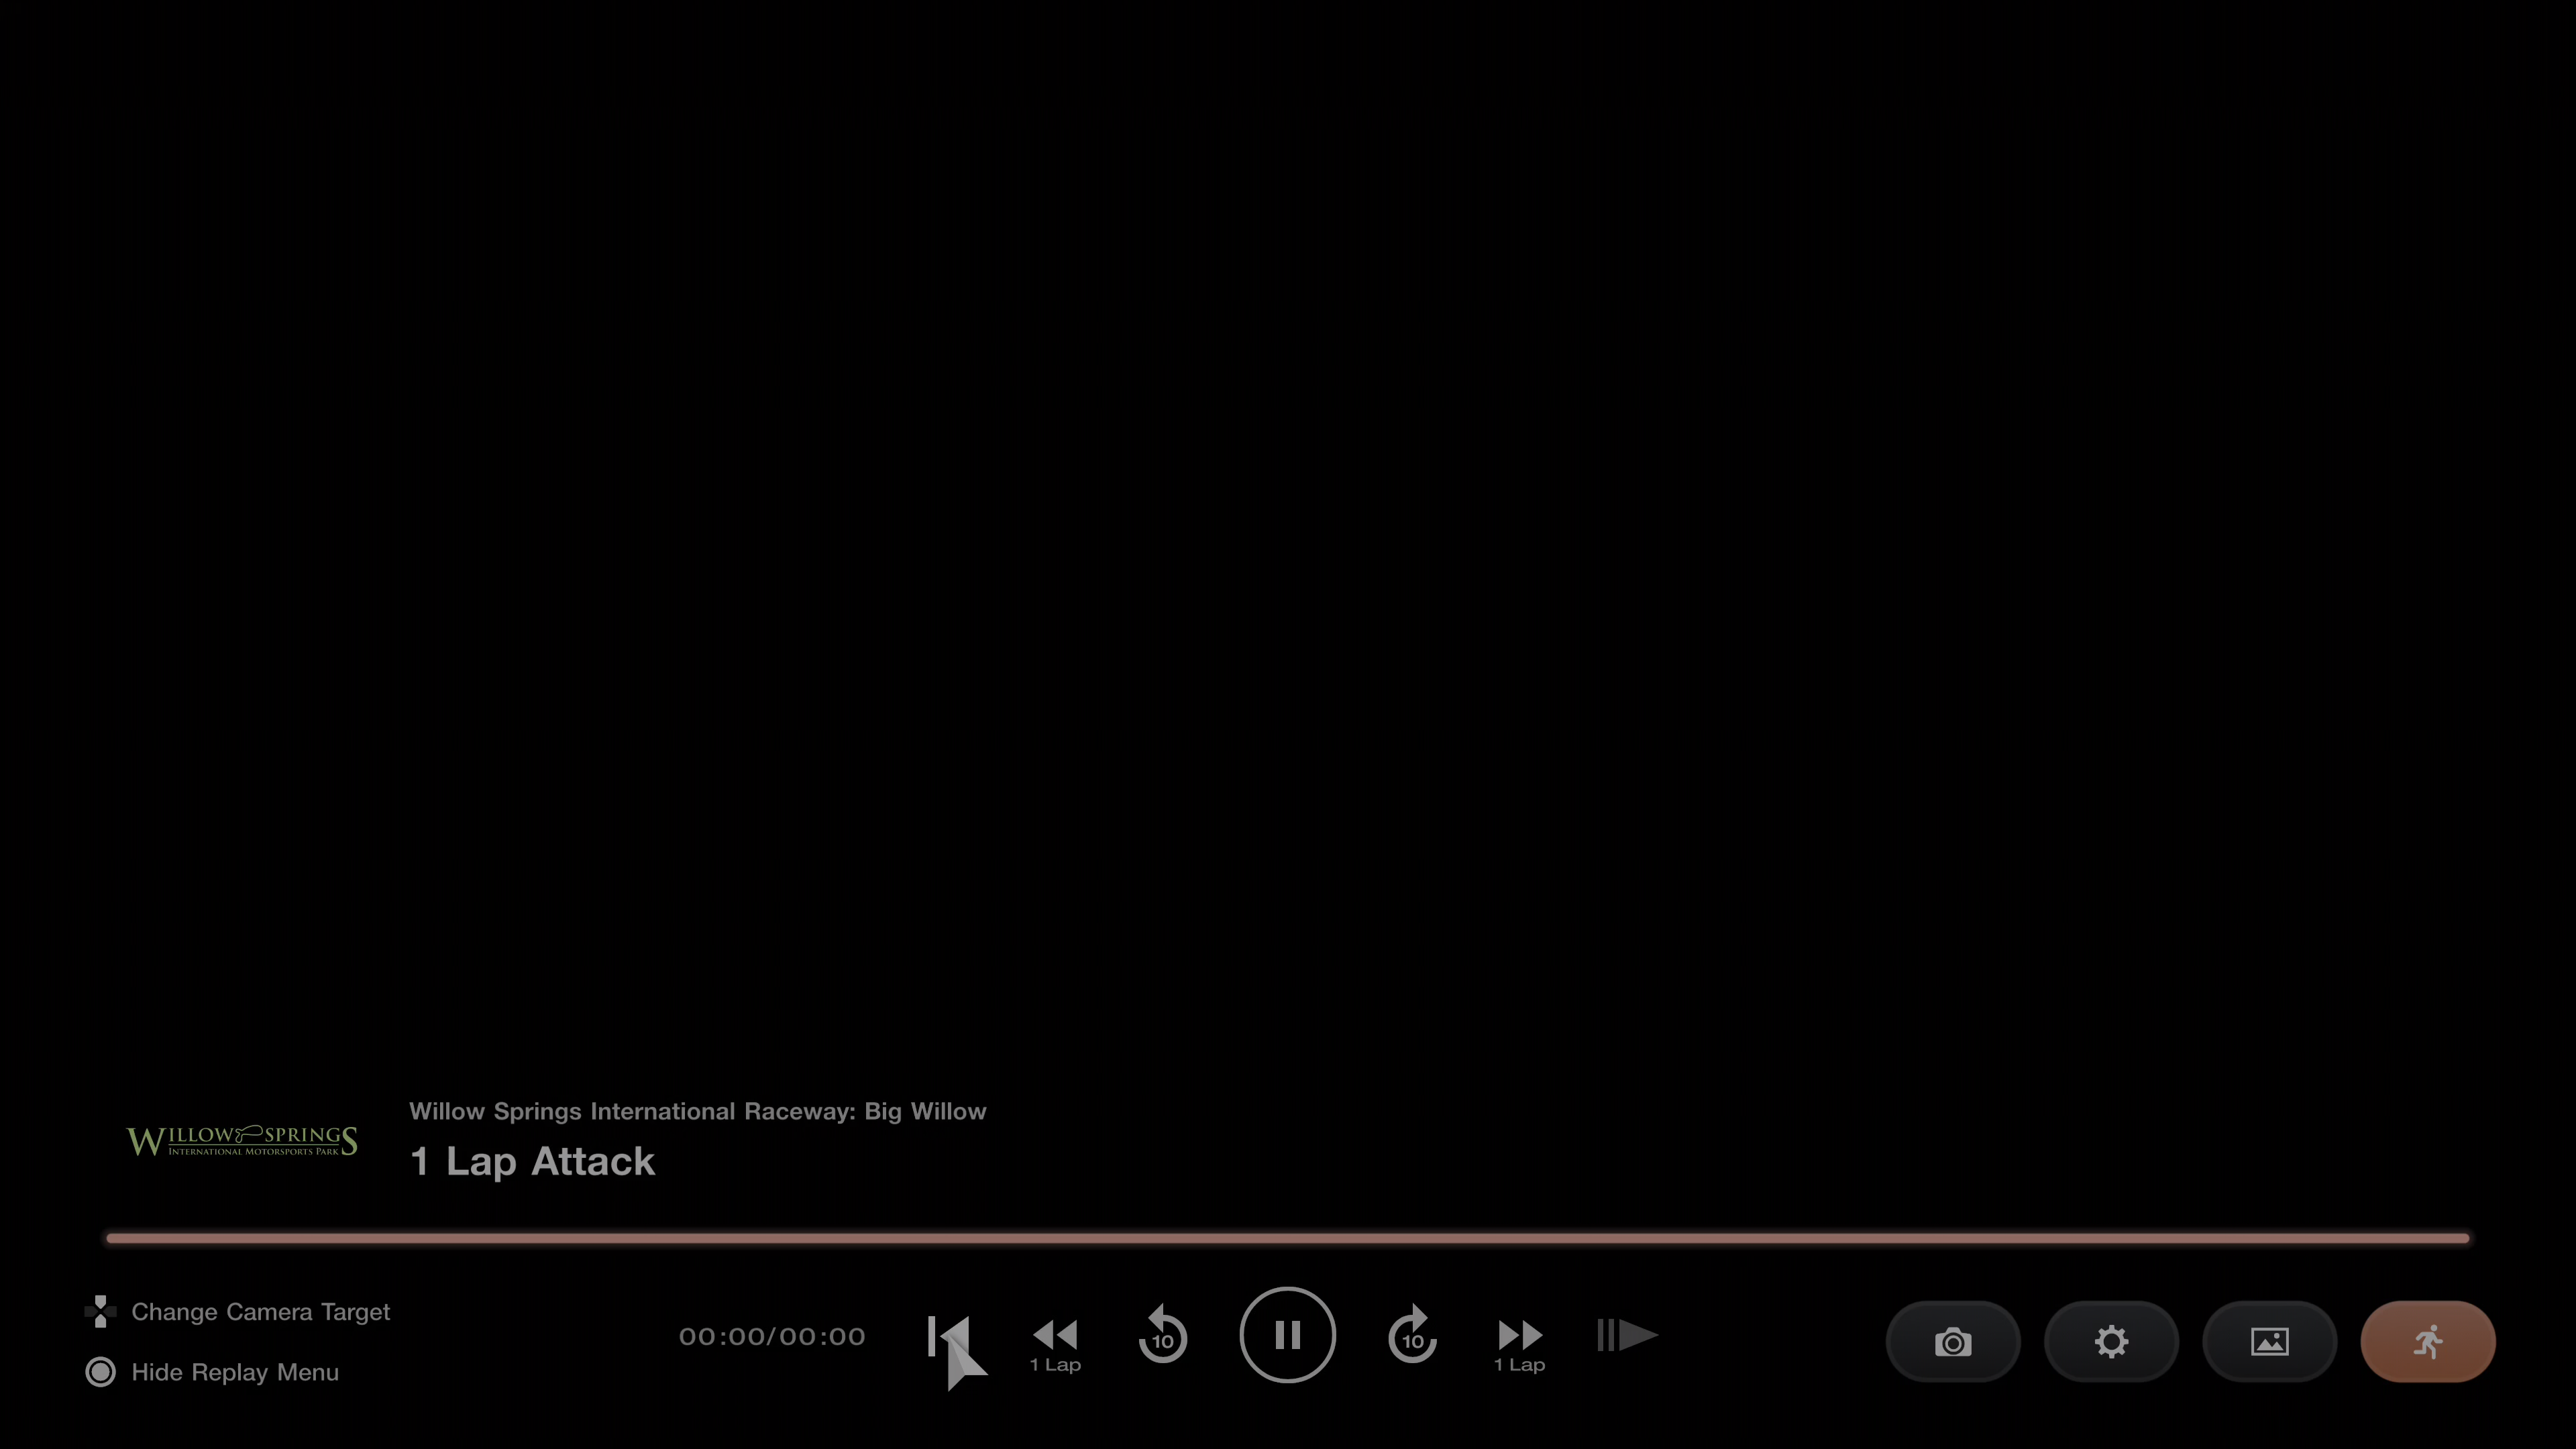 Willow Springs International Raceway: Big Willow
WILLOW SPRINGS
INTERNATIONAL MOTORSPORTS PARK
1 Lap Attack
Change Camera Target
Hide Replay Menu
00:00/00:00
1 Lap
10
10
1 Lap